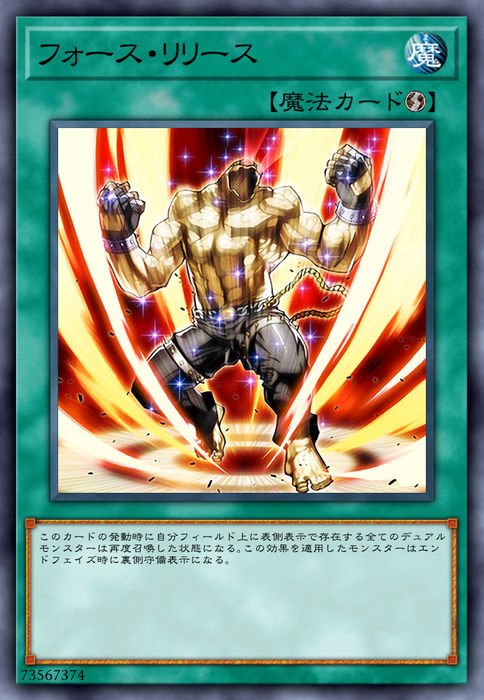 フォース・リリース
魔
【魔法カード】
このカードの発動時に自分フィールド上に表側表示で存在する全てのデュアル
モンスターは再度召喚した状態になる。この効果を適用したモンスターはエン
ドフェイズ時に裏側守備表示になる。
73567374